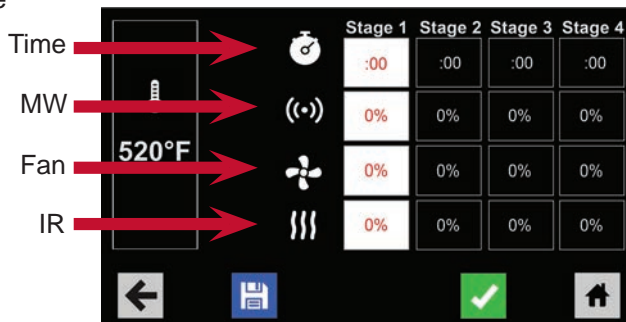 Stage 1 Stage 2 Stage 3 Stage 4
Time :00 :00 :00 :00
MW 0% 0% 0% 0%
520°F
Fan 0% 0% 0% 0%
IR 0% 0% 0% 0%